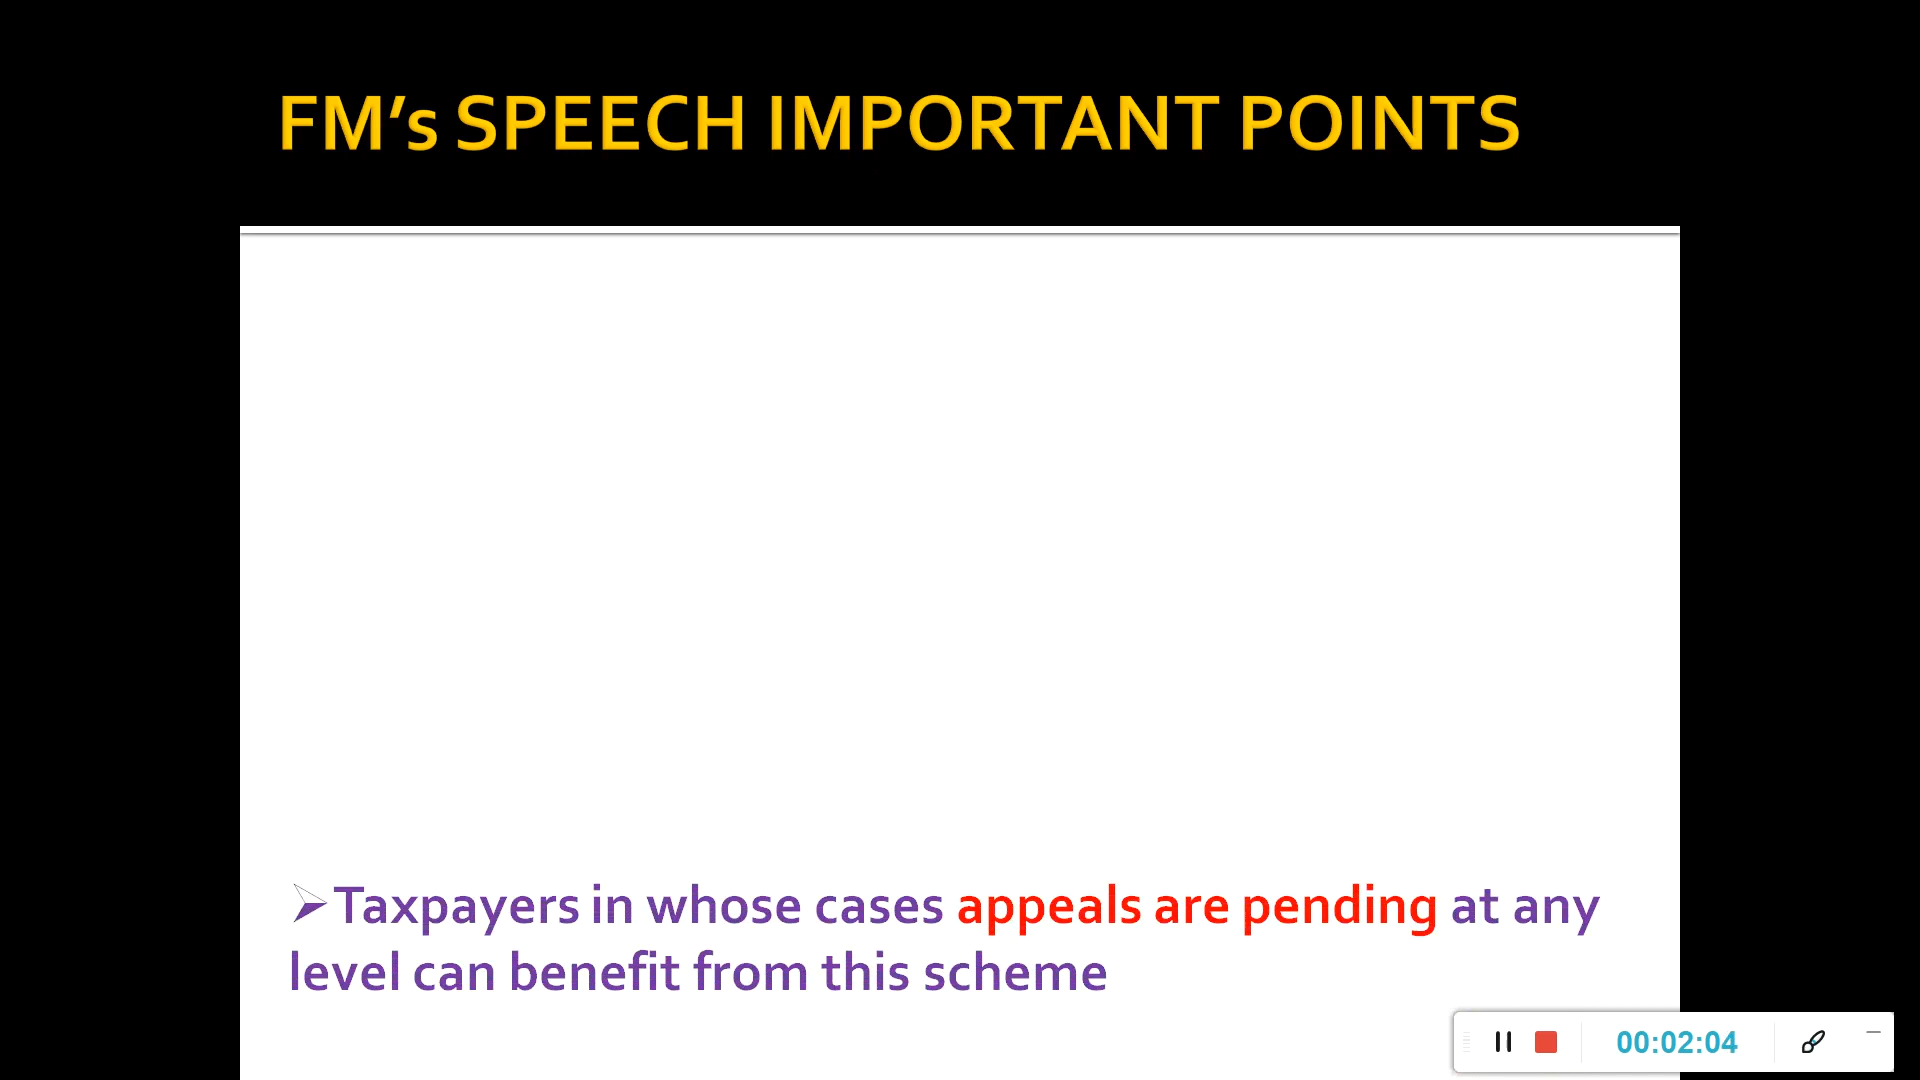 FM’s SPEECH IMPORTANT POINTS
➢Taxpayers in whose cases appeals are pending at any
level can benefit from this scheme
00:02:04